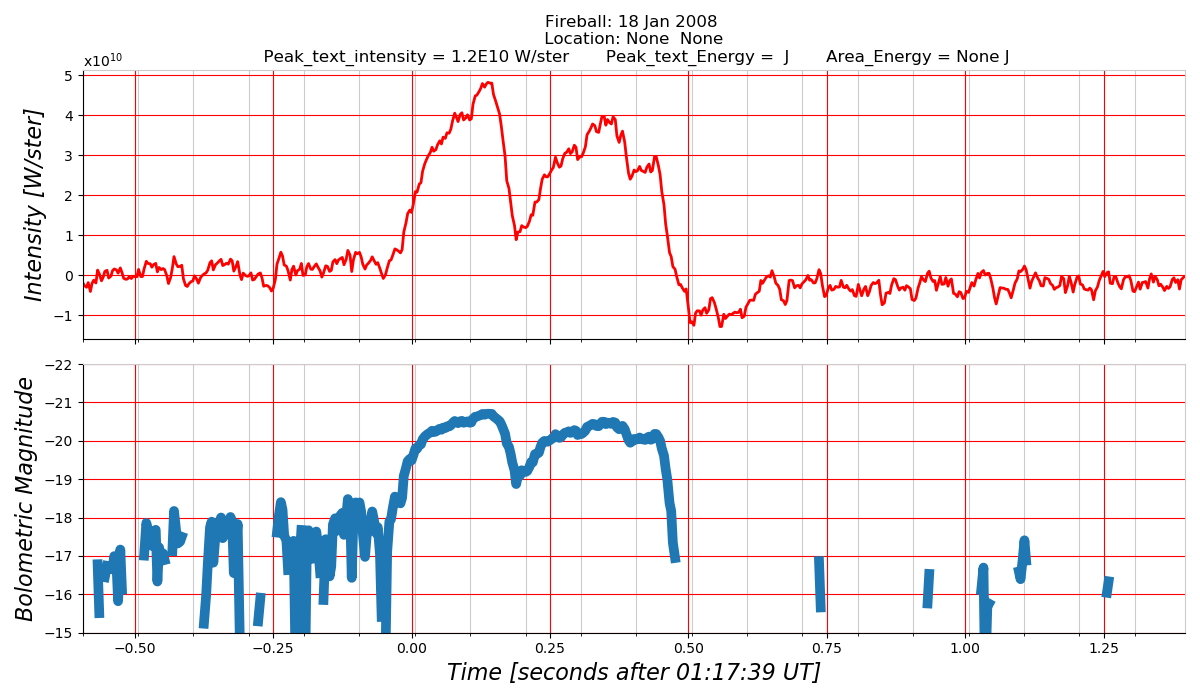 Fireball: 18 Jan 2008
Location: None  None
Peak_text_intensity = 1.2E10 W/ster       Peak_text_Energy =  J       Area_Energy = None J
x10¹⁰
5
4
3
2
1
0
−1
Intensity [W/ster]
−22
−21
−20
−19
−18
−17
−16
−15
Bolometric Magnitude
−0.50 −0.25 0.00 0.25 0.50 0.75 1.00 1.25
Time [seconds after 01:17:39 UT]